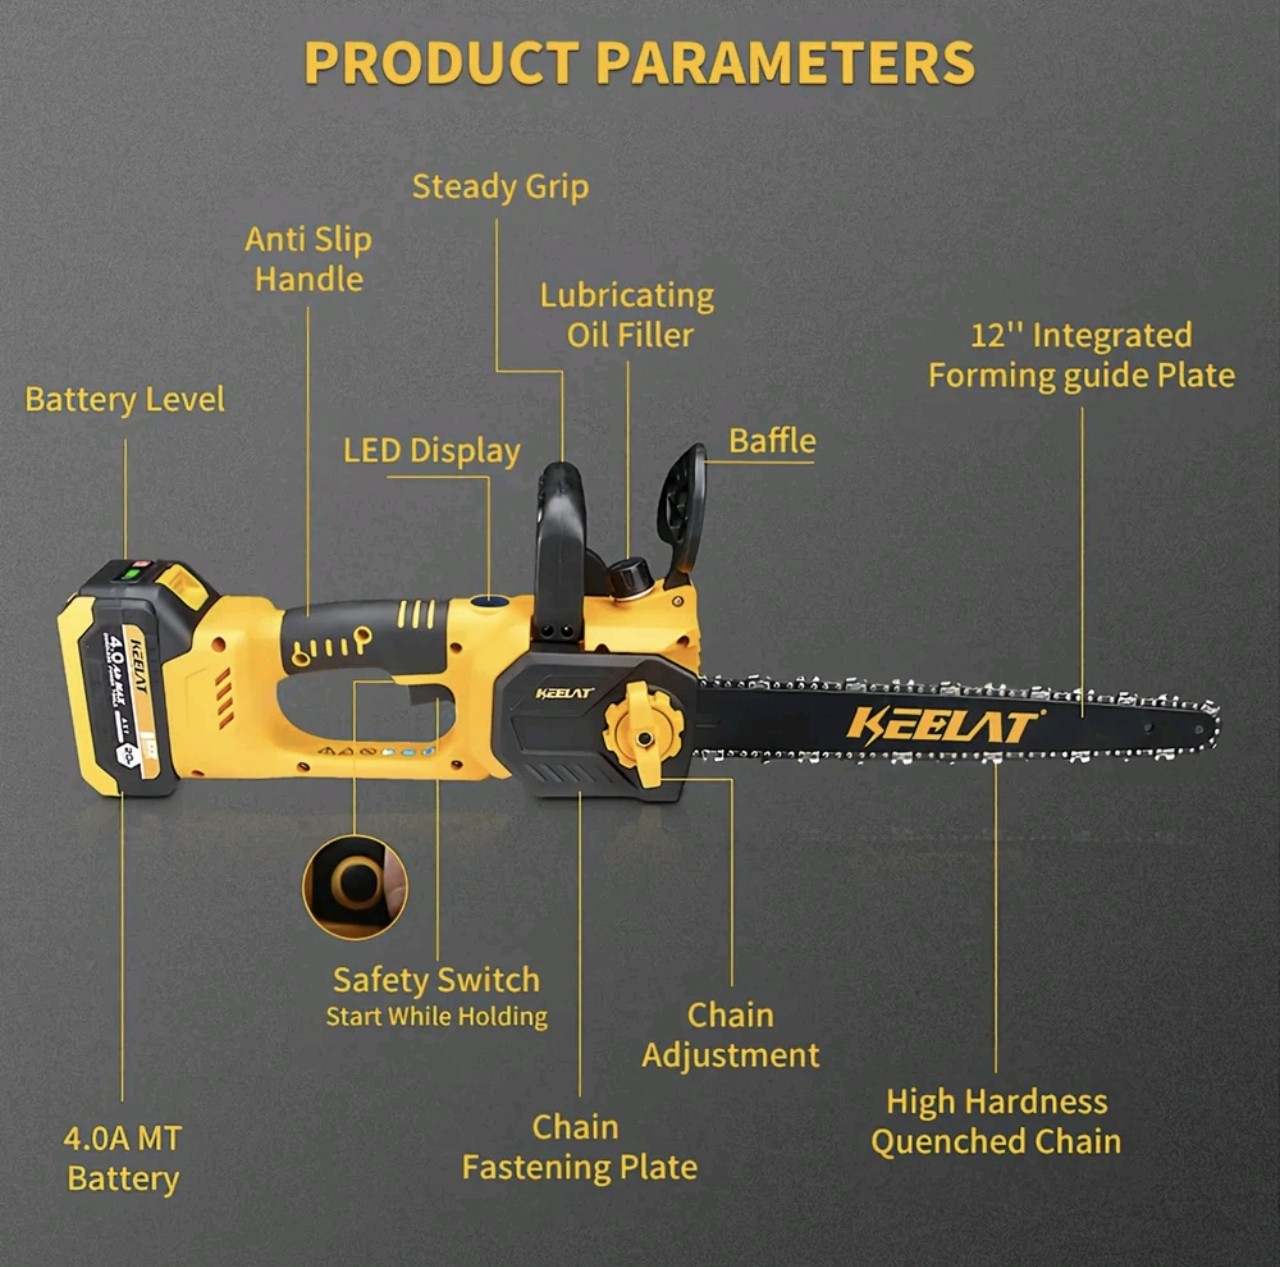 PRODUCT PARAMETERS
Steady Grip
Anti Slip
Handle
Lubricating
Oil Filler
12'' Integrated
Forming guide Plate
Battery Level
LED Display
Baffle
KEELAT
4.0
KEELAT
KEELAT
Safety Switch
Start While Holding
Chain
Adjustment
High Hardness
Quenched Chain
Chain
Fastening Plate
4.0A MT
Battery